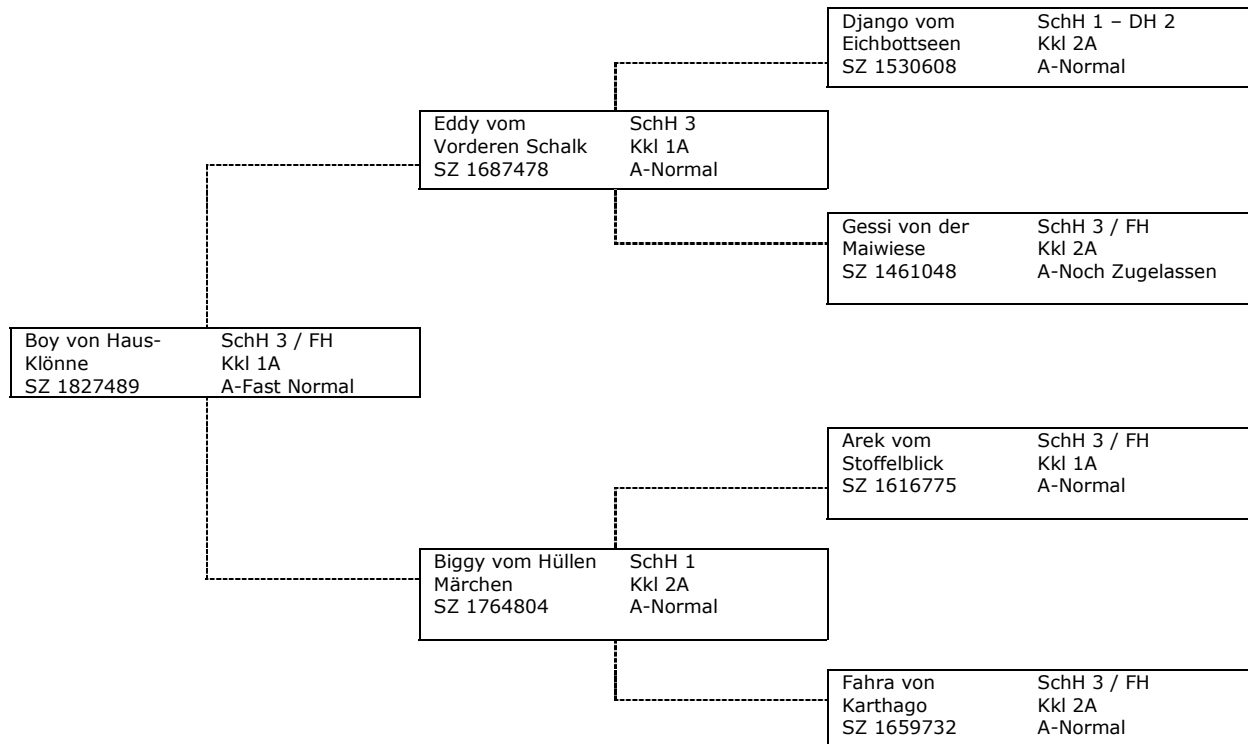 Django vom SchH 1 – DH 2
Eichbottseen Kkl 2A
SZ 1530608 A-Normal
Eddy vom SchH 3
Vorderen Schalk Kkl 1A
SZ 1687478 A-Normal
Gessi von der SchH 3 / FH
Maiwiese Kkl 2A
SZ 1461048 A-Noch Zugelassen
Boy von Haus- SchH 3 / FH
Klönne Kkl 1A
SZ 1827489 A-Fast Normal
Arek vom SchH 3 / FH
Stoffelblick Kkl 1A
SZ 1616775 A-Normal
Biggy vom Hüllen SchH 1
Märchen Kkl 2A
SZ 1764804 A-Normal
Fahra von SchH 3 / FH
Karthago Kkl 2A
SZ 1659732 A-Normal